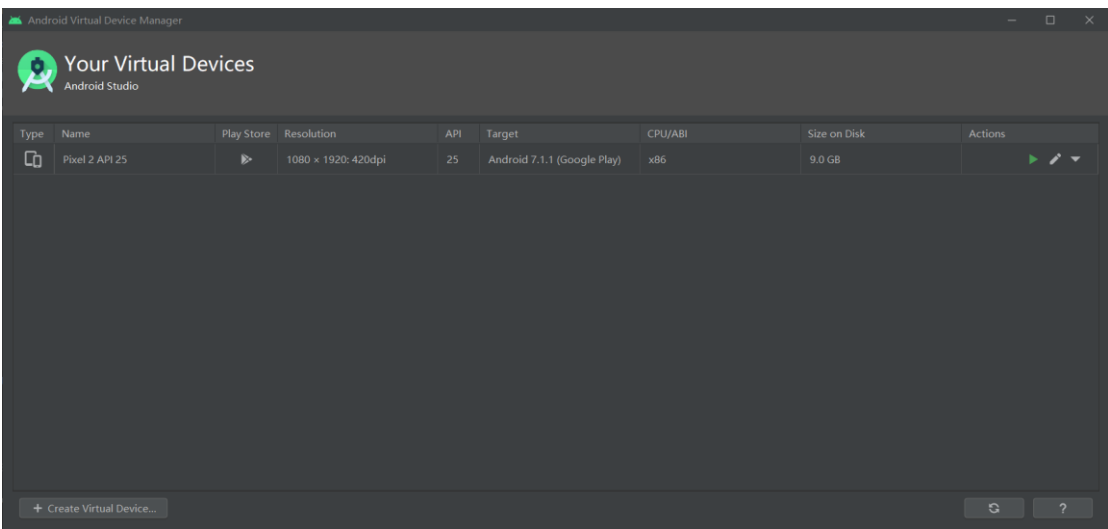 Android Virtual Device Manager
Your Virtual Devices
Android Studio
Type Name Play Store Resolution API Target CPU/ABI Size on Disk Actions
Pixel 2 API 25 1080 × 1920: 420dpi 25 Android 7.1.1 (Google Play) x86 9.0 GB
+ Create Virtual Device... ?